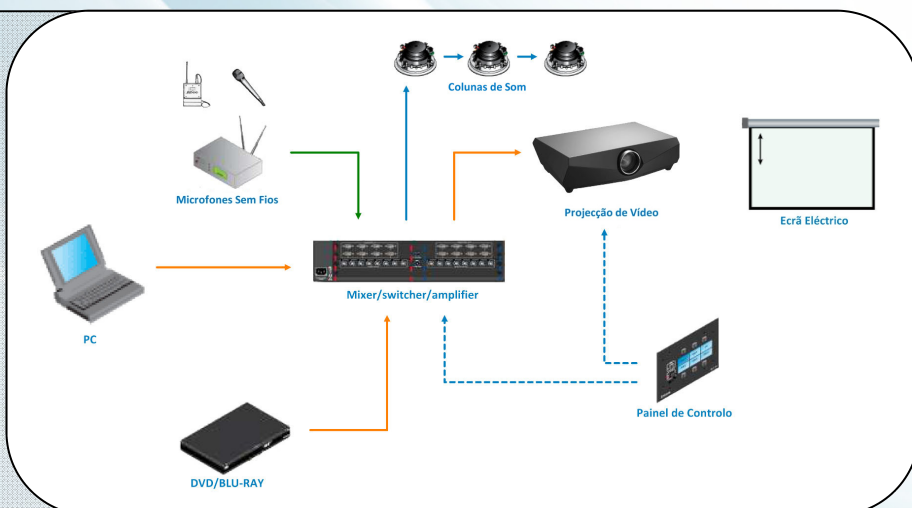 Colunas de Som
Microfones Sem Fios
Projecção de Vídeo
Ecrã Eléctrico
Mixer/switcher/amplifier
PC
Painel de Controlo
DVD/BLU-RAY